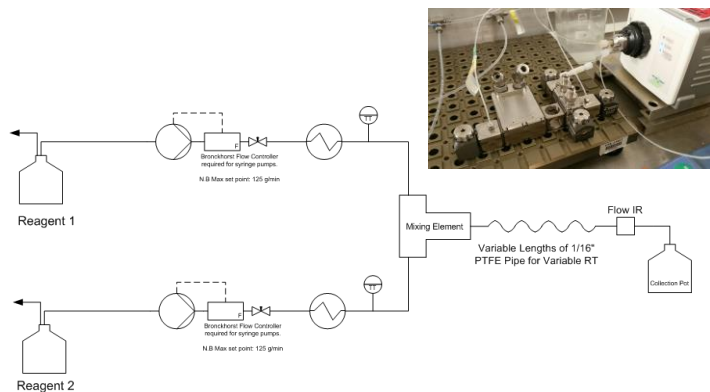 TT
F
Bronckhorst Flow Controller
required for syringe pumps.
N.B Max set point: 125 g/min
Reagent 1
Mixing Element
Flow IR
Variable Lengths of 1/16"
PTFE Pipe for Variable RT
Collection Pot
TT
F
Bronckhorst Flow Controller
required for syringe pumps.
N.B Max set point: 125 g/min
Reagent 2